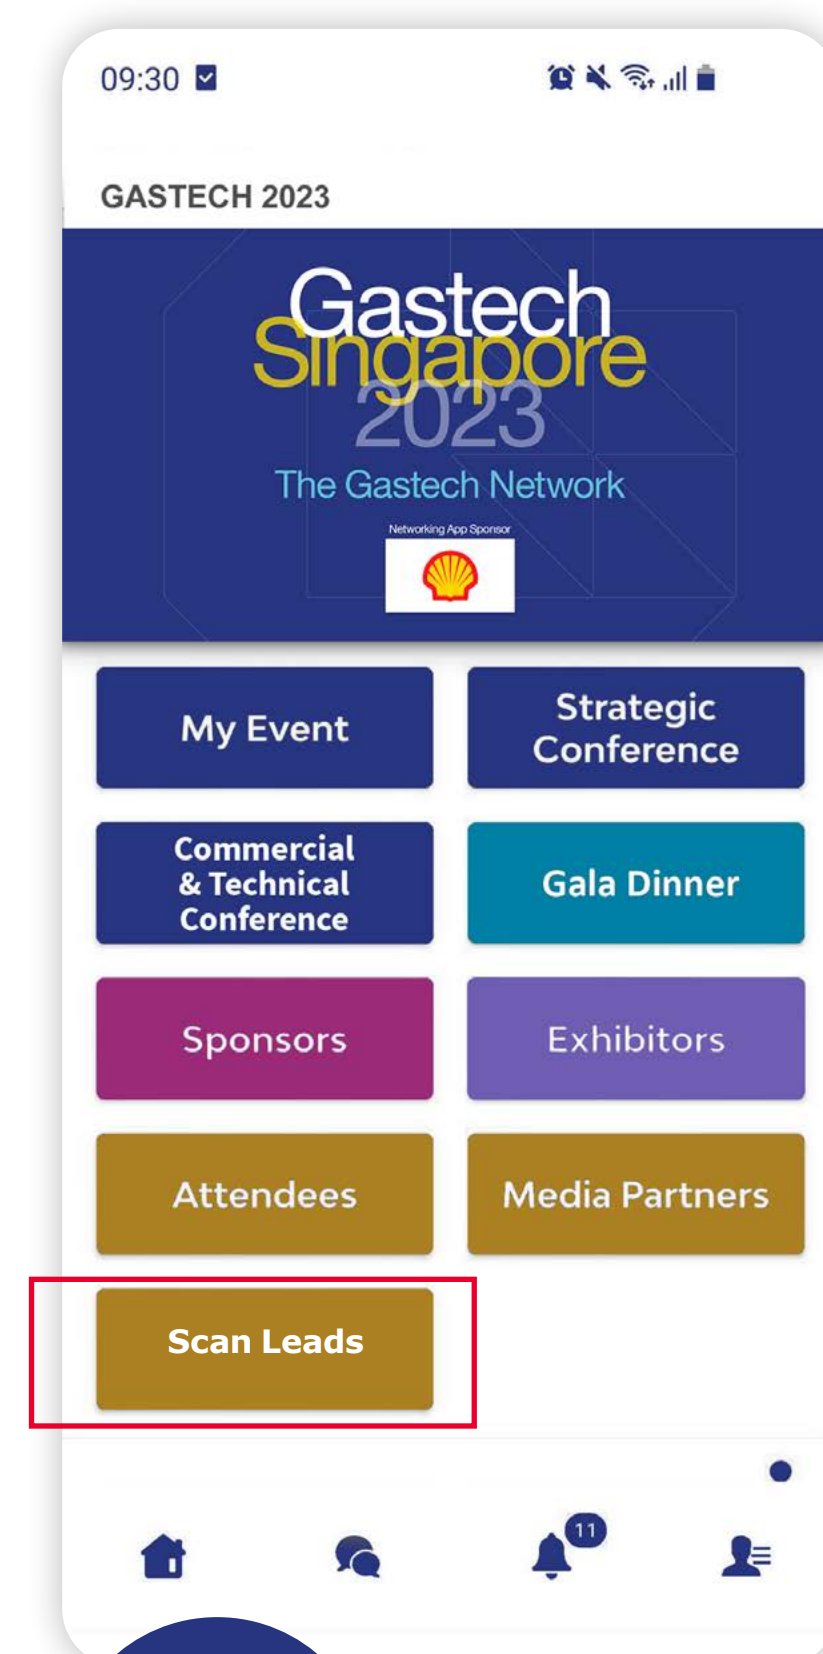 09:30
GASTECH 2023
Gastech
Singapore
2023
The Gastech Network
Networking App Sponsor
My Event
Strategic
Conference
Commercial
& Technical
Conference
Gala Dinner
Sponsors
Exhibitors
Attendees
Media Partners
Scan Leads
11